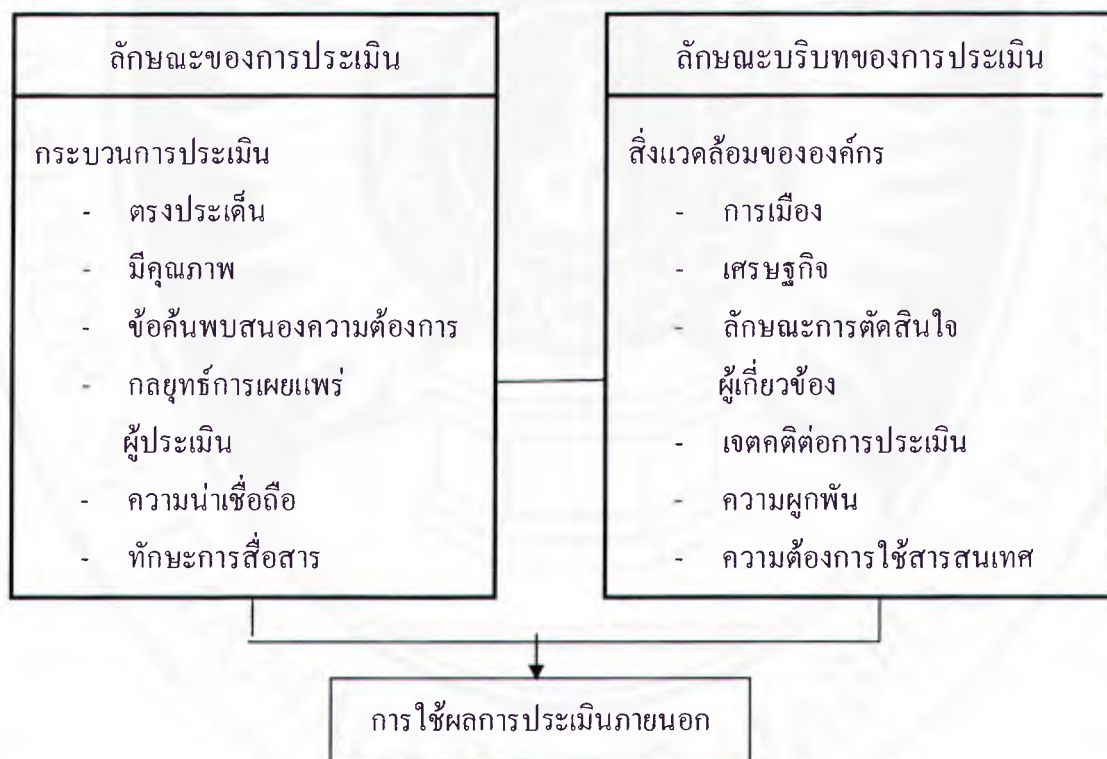 ลักษณะของการประเมิน
กระบวนการประเมิน
- ตรงประเด็น
- มีคุณภาพ
- ข้อค้นพบสนองความต้องการ
- กลยุทธ์การเผยแพร่
ผู้ประเมิน
- ความน่าเชื่อถือ
- ทักษะการสื่อสาร
ลักษณะบริบทของการประเมิน
สิ่งแวดล้อมขององค์กร
- การเมือง
- เศรษฐกิจ
- ลักษณะการตัดสินใจ
ผู้เกี่ยวข้อง
- เจตคติต่อการประเมิน
- ความผูกพัน
- ความต้องการใช้สารสนเทศ
การใช้ผลการประเมินภายนอก